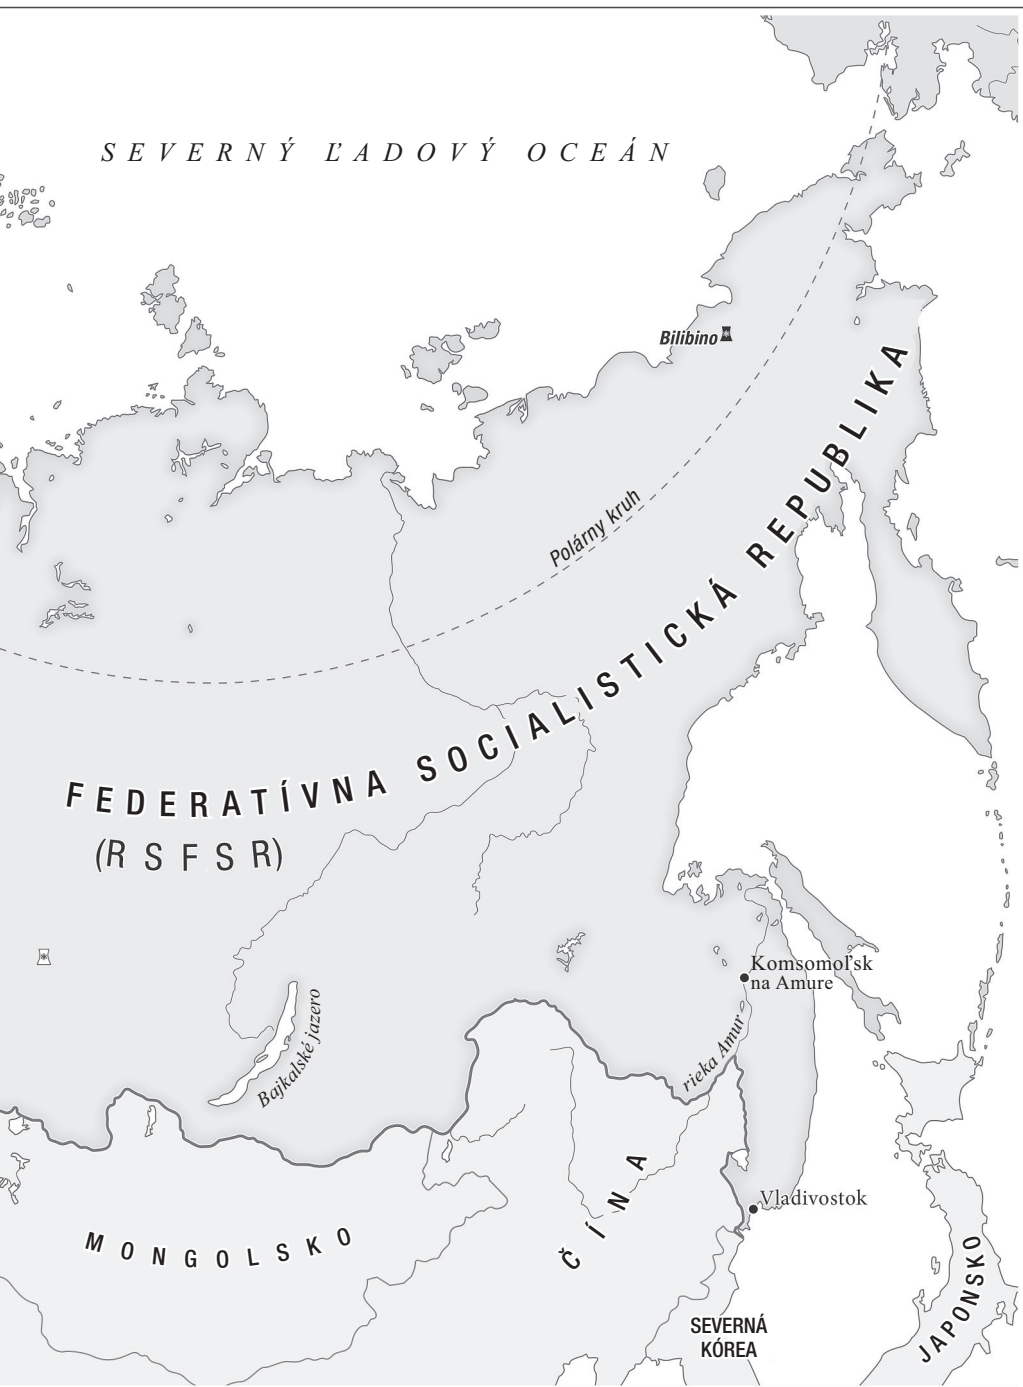 SEVERNÝ ĽADOVÝ OCEÁN
Bilibino
Polárny kruh
FEDERATÍVNA SOCIALISTICKÁ REPUBLIKA
(RSFSR)
Komsomoľsk
na Amure
rieka Amur
Bajkalské jazero
Vladivostok
MONGOLSKO
ČÍNA
SEVERNÁ
KÓREA
JAPONSKO